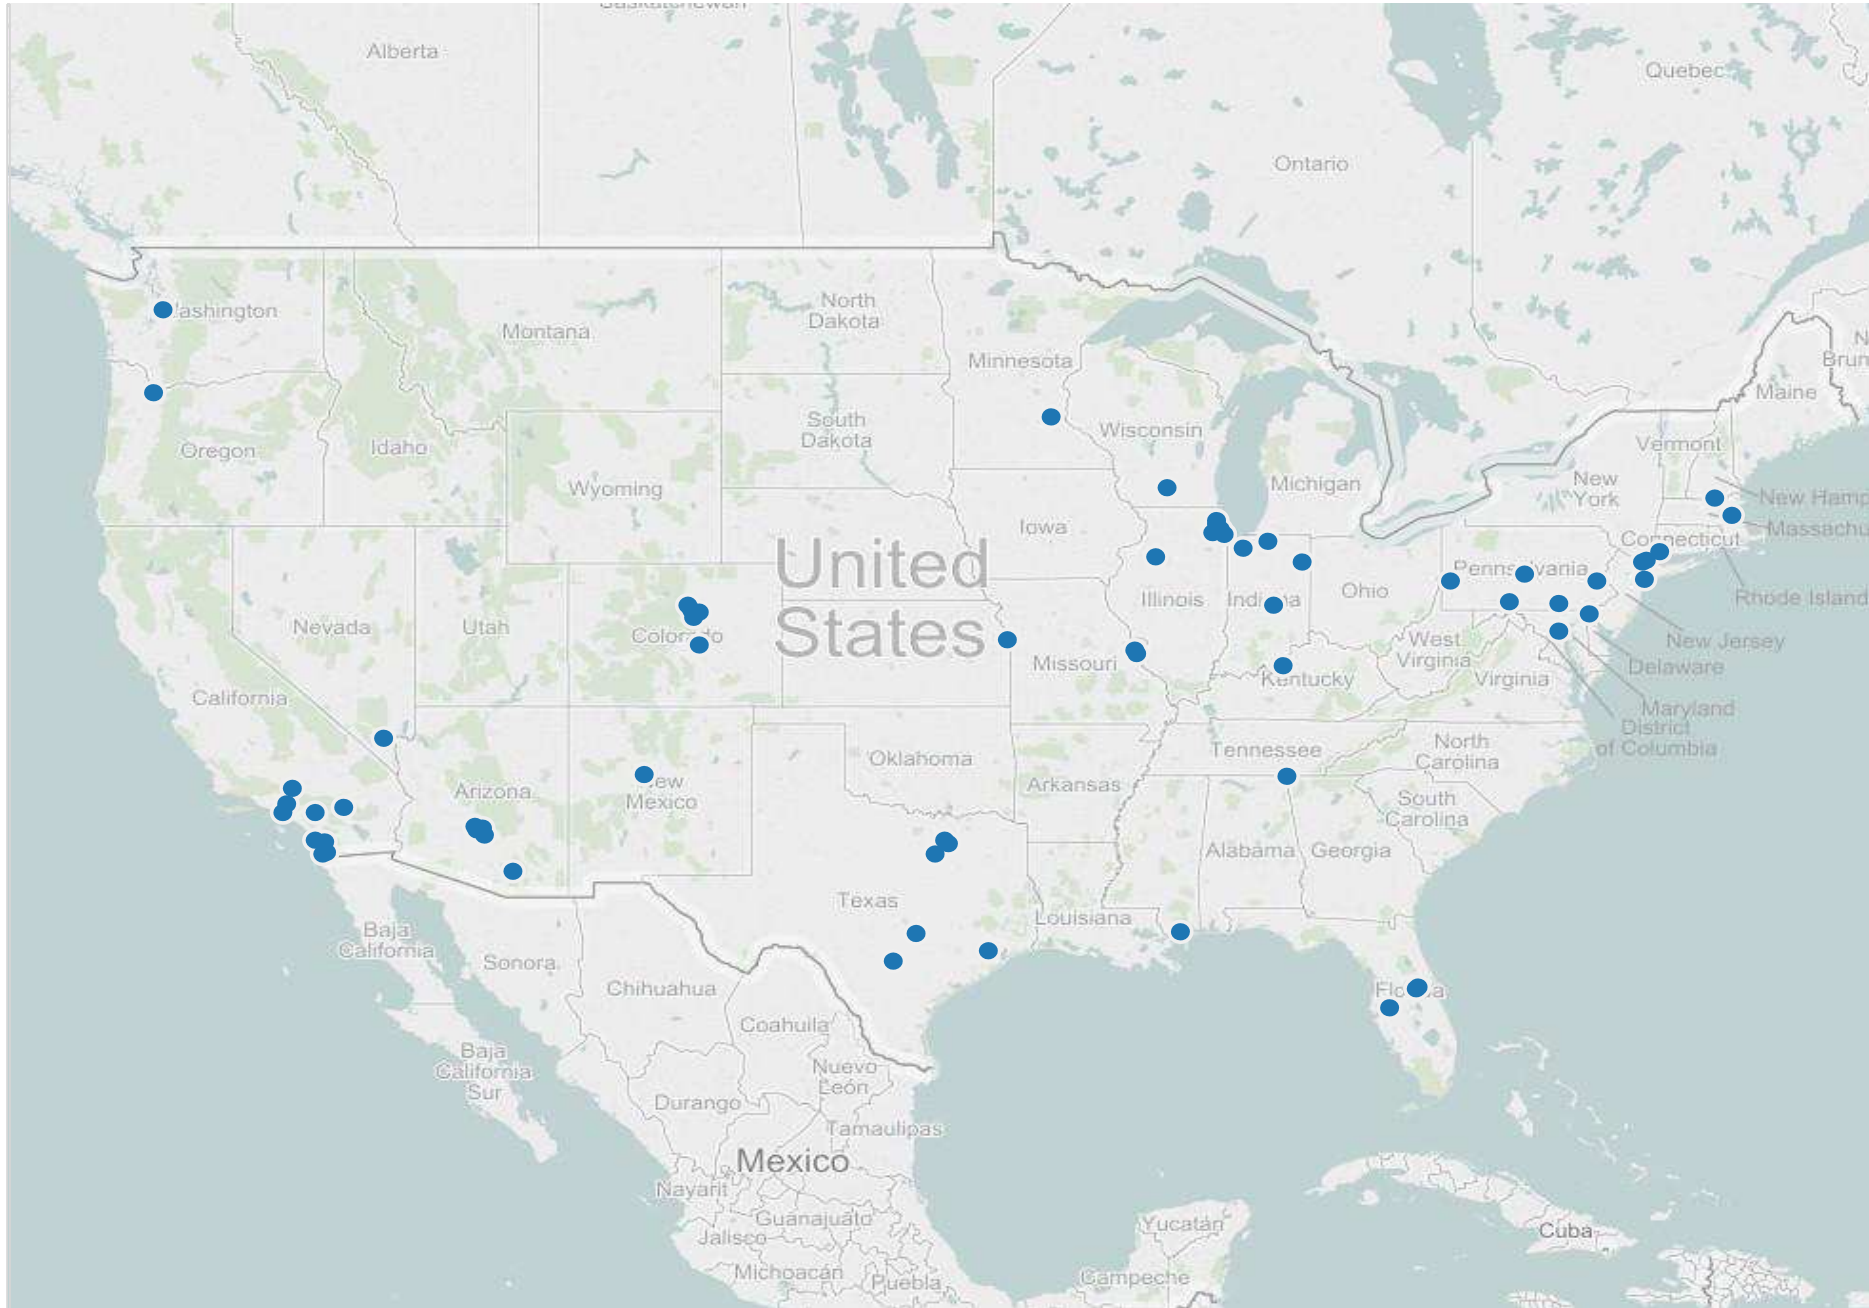 Saskatchewan
Alberta
Quebec
Ontario
Washington
North
Dakota
Montana
Minnesota
N
Brun
Maine
South
Dakota
Wisconsin
Vermont
Oregon
Idaho
Wyoming
Michigan
New
York
New Hamp
Iowa
Massachu
Connecticut
United
States
Pennsylvania
Nevada
Utah
Colorado
Illinois
Indiana
Ohio
Rhode Island
West
Virginia
New Jersey
Missouri
Delaware
Kentucky
Virginia
California
Maryland
District
of Columbia
Oklahoma
Tennessee
North
Carolina
Arizona
New
Mexico
Arkansas
South
Carolina
Alabama
Georgia
Texas
Louisiana
Baja
California
Sonora
Chihuahua
Florida
Coahuila
Baja
California
Sur
Nuevo
León
Durango
Tamaulipas
Mexico
Nayarit
Guanajuato
Yucatán
Jalisco
Cuba
Michoacán
Puebla
Campeche